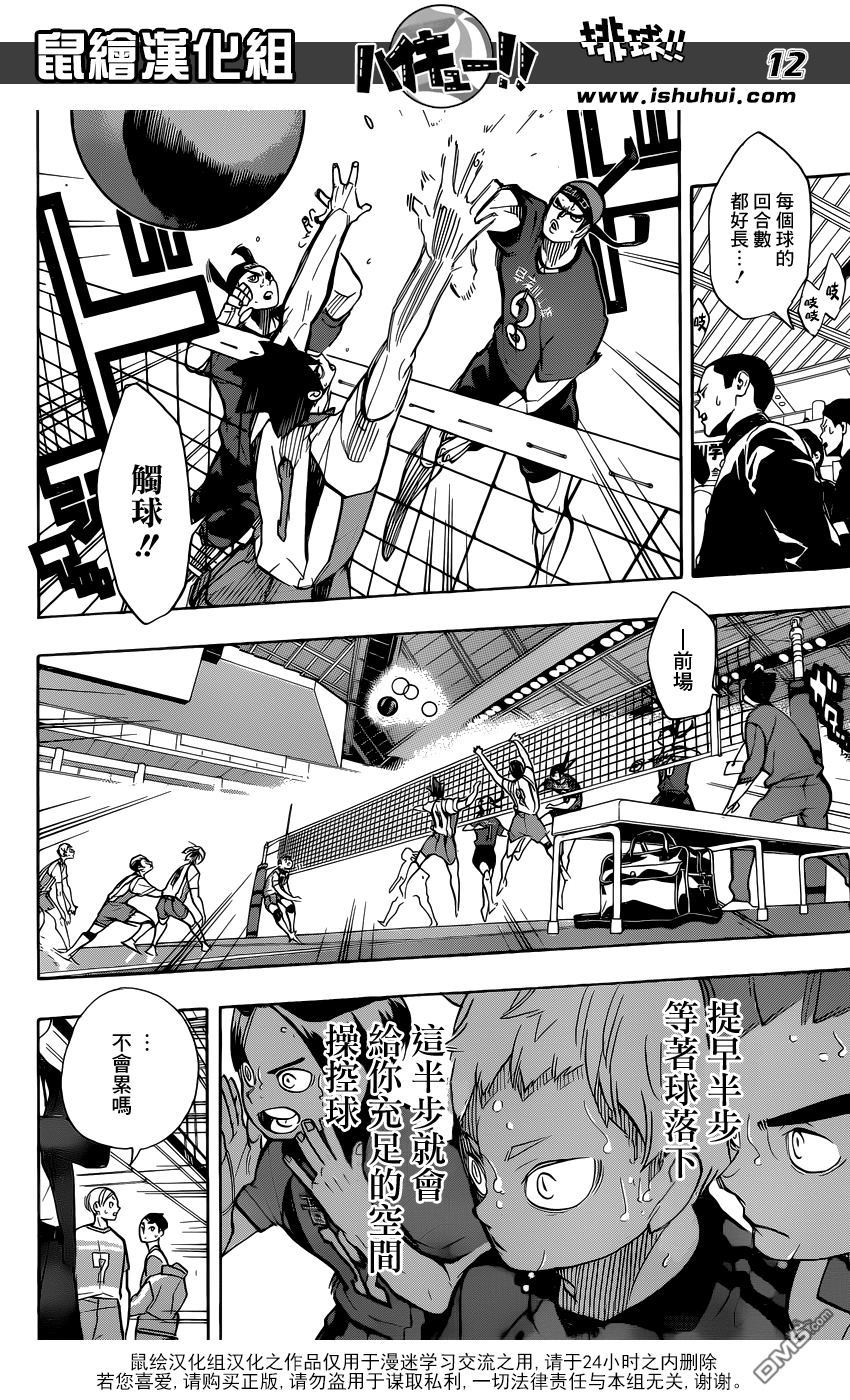 鼠繪漢化组
ハイキュー!!
排球!!
12
www.ishuhui.com
每個球的
回合數
都好長…!
吱
吱吱
吱
觸球!!
—前場
提早半步
等著球落下
這半步就會
給你充足的空間
操控球
…
不會累嗎
7
鼠绘汉化组汉化之作品仅用于漫迷学习交流之用, 请于24小时之内删除
若您喜爱, 请购买正版, 请勿盗用于谋取私利, 一切法律责任与本组无关, 谢谢.
DM5.com